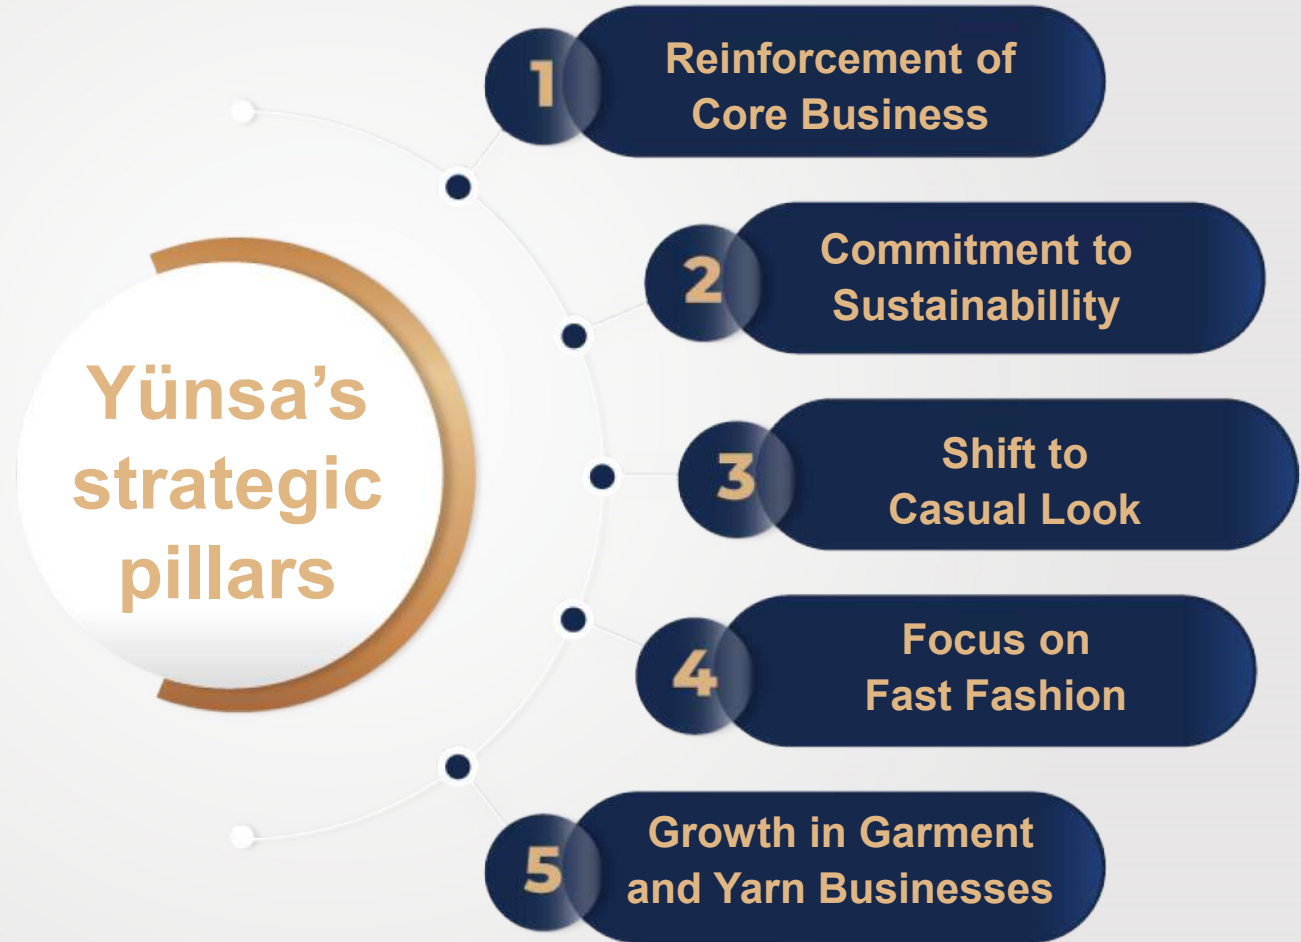 Yünsa’s
strategic
pillars
1
Reinforcement of
Core Business
2
Commitment to
Sustainabillity
3
Shift to
Casual Look
4
Focus on
Fast Fashion
5
Growth in Garment
and Yarn Businesses